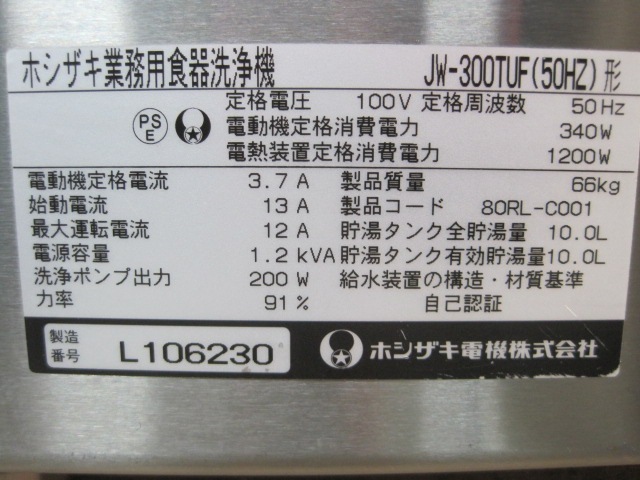 ホシザキ業務用食器洗浄機 JW-300TUF(50HZ)形
定格電圧 100V 定格周波数 50Hz
PS
E
電動機定格消費電力 340W
電熱装置定格消費電力 1200W
電動機定格電流 3.7A 製品質量 66kg
始動電流 13A 製品コード 80RL-C001
最大運転電流 12A 貯湯タンク全貯湯量 10.0L
電源容量 1.2kVA 貯湯タンク有効貯湯量 10.0L
洗浄ポンプ出力 200W 給水装置の構造・材質基準
力率 91% 自己認証
製造
番号 L106230 ホシザキ電機株式会社